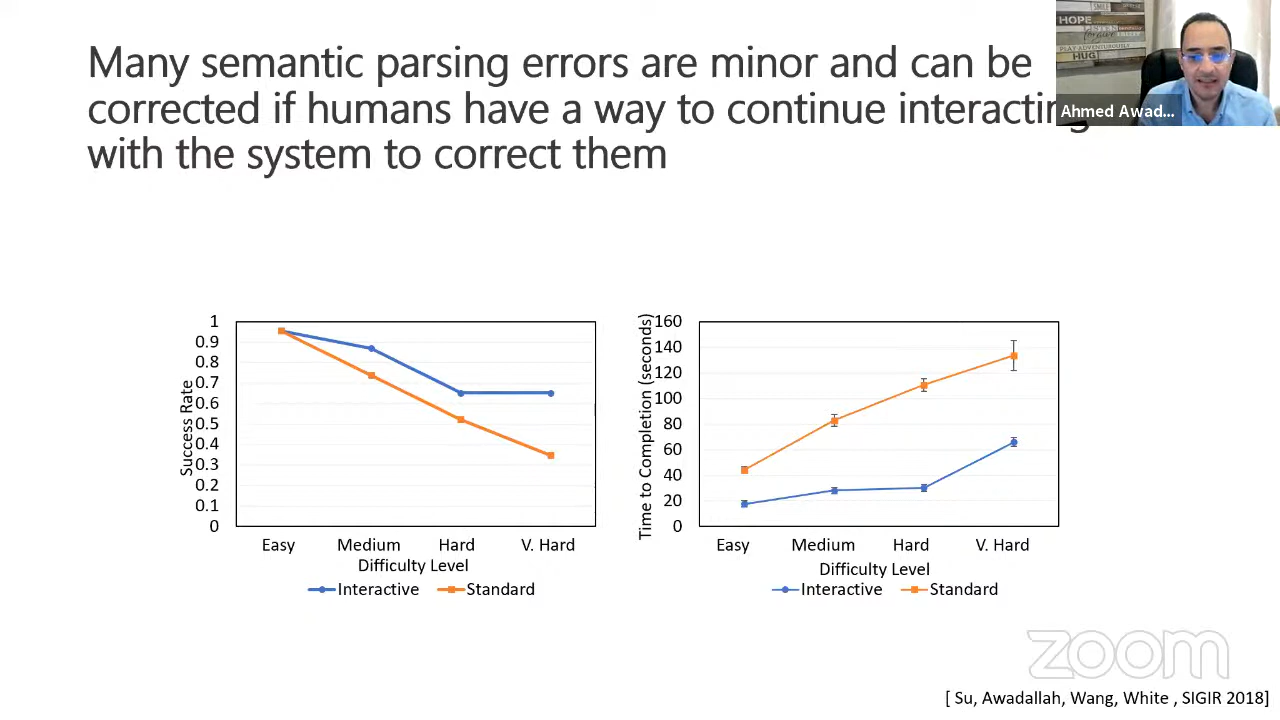 Many semantic parsing errors are minor and can be
corrected if humans have a way to continue interacting
with the system to correct them
HOPE
PLAY ADVENTUROUSLY
HUG
Ahmed Awad...
Success Rate
1
0.9
0.8
0.7
0.6
0.5
0.4
0.3
0.2
0.1
0
Easy Medium Hard V. Hard
Difficulty Level
Interactive Standard
Time to Completion (seconds)
160
140
120
100
80
60
40
20
0
Easy Medium Hard V. Hard
Difficulty Level
Interactive Standard
zoom
[ Su, Awadallah, Wang, White , SIGIR 2018]